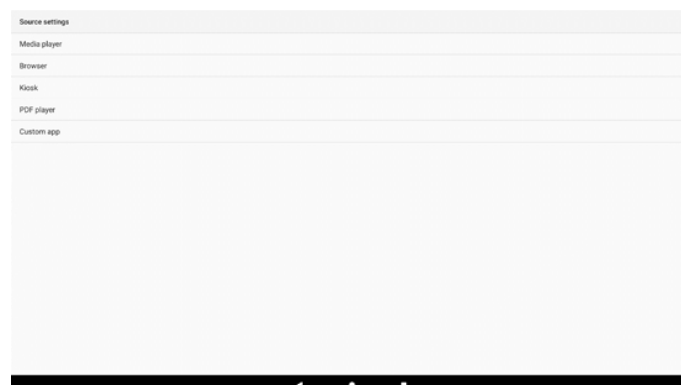 Source settings
Media player
Browser
Kiosk
PDF player
Custom app